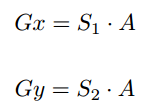 Gx = S₁ · A
Gy = S₂ · A